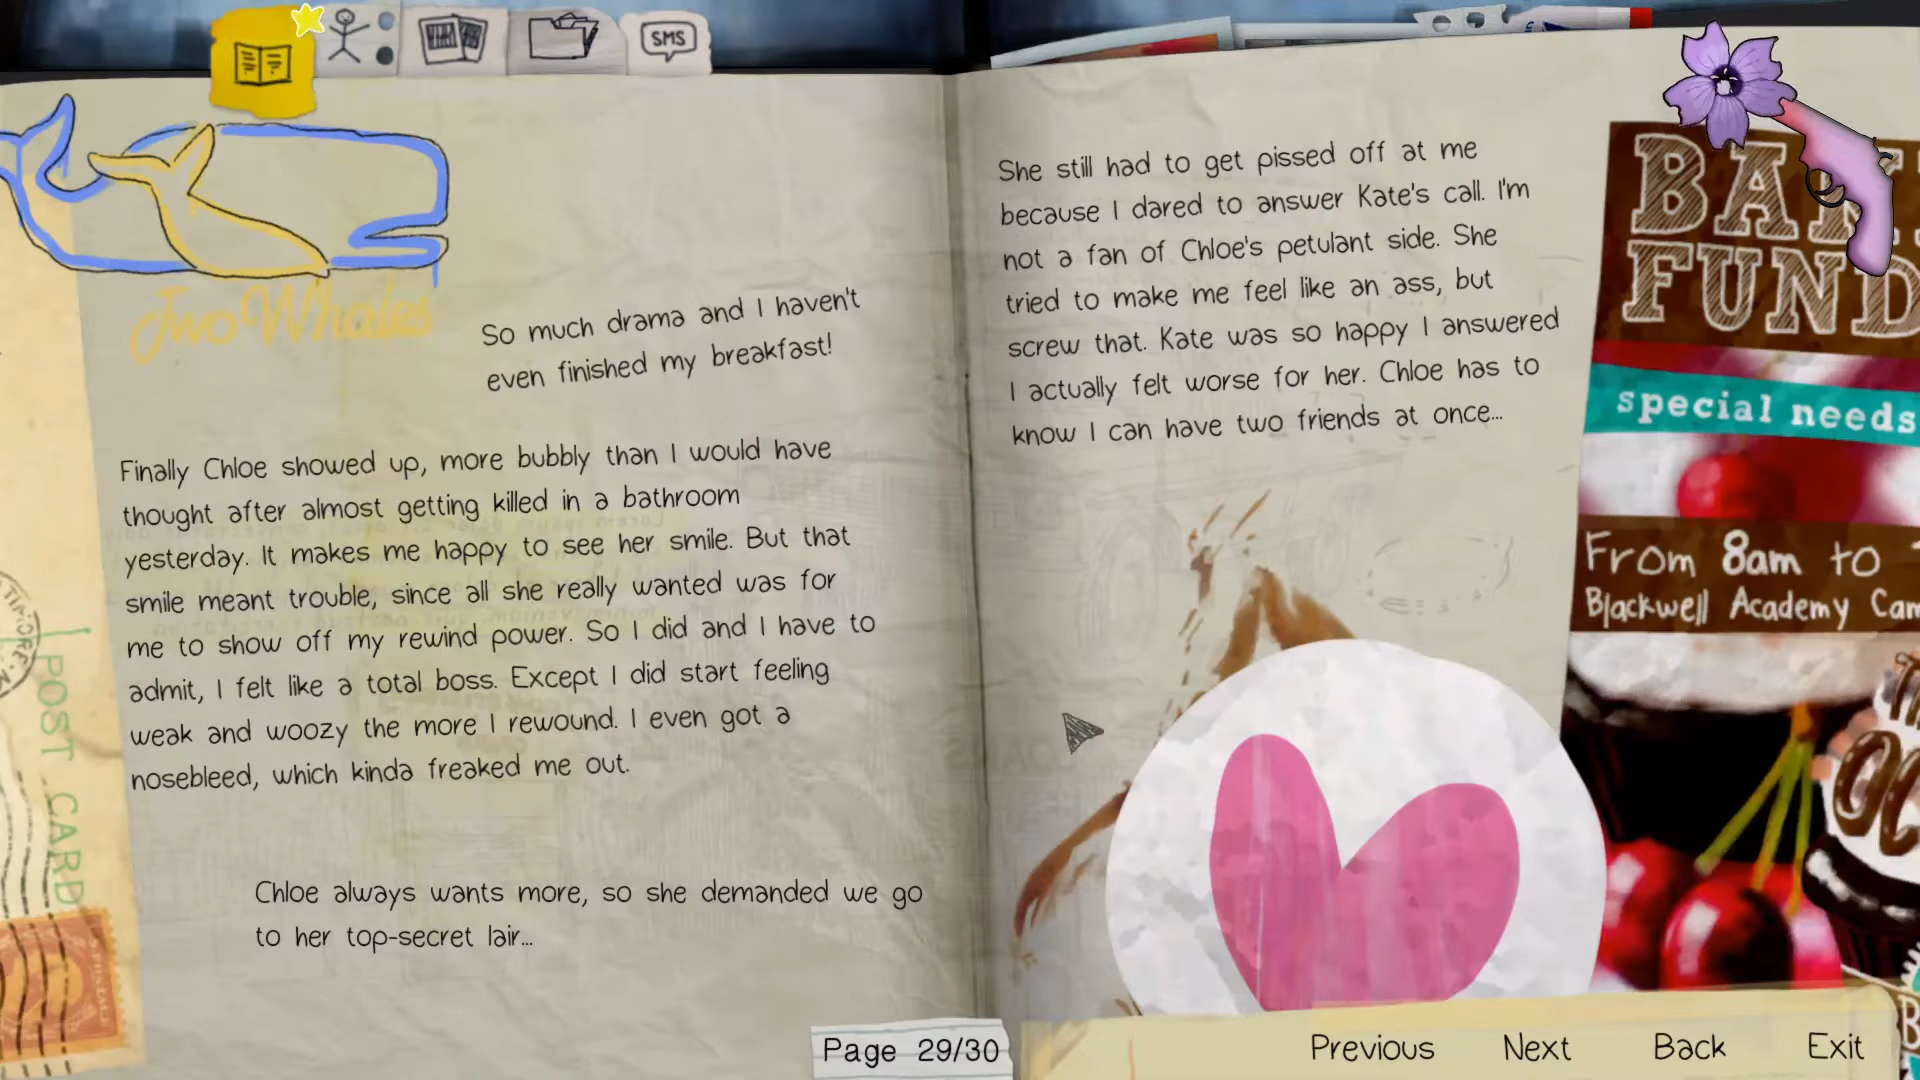 SMS
Two Whales
So much drama and I haven't
even finished my breakfast!
Finally Chloe showed up, more bubbly than I would have
thought after almost getting killed in a bathroom
yesterday. It makes me happy to see her smile. But that
smile meant trouble, since all she really wanted was for
me to show off my rewind power. So I did and I have to
admit, I felt like a total boss. Except I did start feeling
weak and woozy the more I rewound. I even got a
nosebleed, which kinda freaked me out.
Chloe always wants more, so she demanded we go
to her top-secret lair...
POST CARD
She still had to get pissed off at me
because I dared to answer Kate's call. I'm
not a fan of Chloe's petulant side. She
tried to make me feel like an ass, but
screw that. Kate was so happy I answered
I actually felt worse for her. Chloe has to
know I can have two friends at once...
FUND
special needs
From 8am to
Blackwell Academy Cam
Page 29/30
Previous
Next
Back
Exit